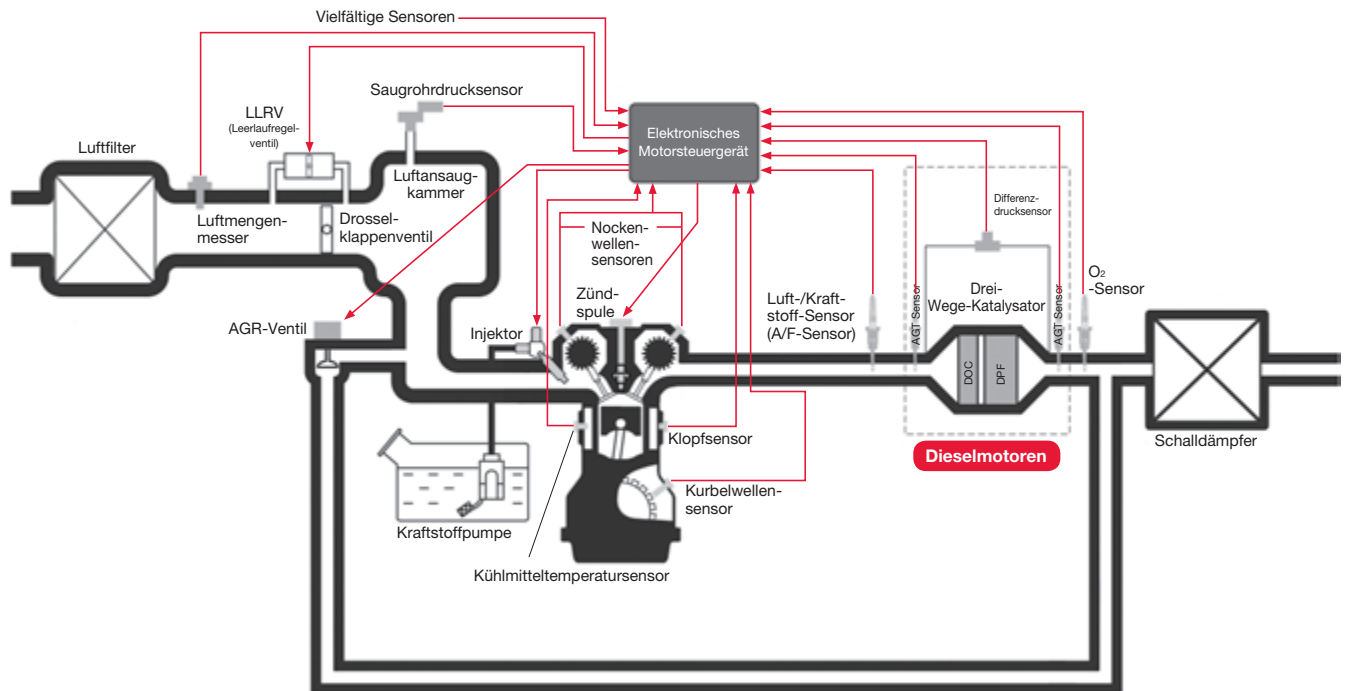 Vielfältige Sensoren
Saugrohrdrucksensor
LLRV
(Leerlaufregel-
ventil)
Elektronisches
Motorsteuergerät
Luftfilter
Luftansaug-
kammer
Luftmengen-
messer
Drossel-
klappenventil
Nocken-
wellen-
sensoren
Differenz-
drucksensor
O₂
-Sensor
Drei-
Wege-Katalysator
Zünd-
spule
Luft-/Kraft-
stoff-Sensor
(A/F-Sensor)
AGT Sensor
AGT Sensor
AGR-Ventil
Injektor
DOC
DPF
Klopfsensor
Dieselmotoren
Schalldämpfer
Kurbelwellen-
sensor
Kraftstoffpumpe
Kühlmitteltemperatursensor